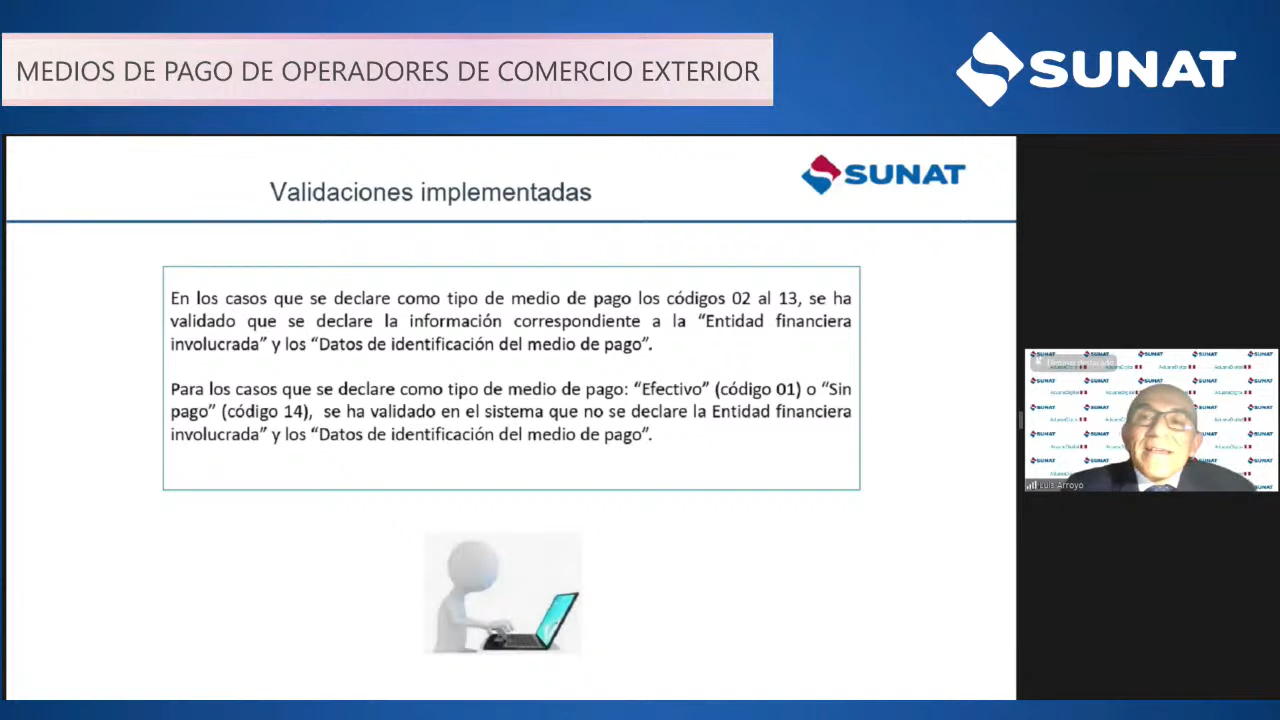 MEDIOS DE PAGO DE OPERADORES DE COMERCIO EXTERIOR
SUNAT
Validaciones implementadas
SUNAT
En los casos que se declare como tipo de medio de pago los códigos 02 al 13, se ha
validado que se declare la información correspondiente a la “Entidad financiera
involucrada” y los “Datos de identificación del medio de pago”.
Para los casos que se declare como tipo de medio de pago: “Efectivo” (código 01) o “Sin
pago” (código 14), se ha validado en el sistema que no se declare la Entidad financiera
involucrada” y los “Datos de identificación del medio de pago”.
Luis Arroyo